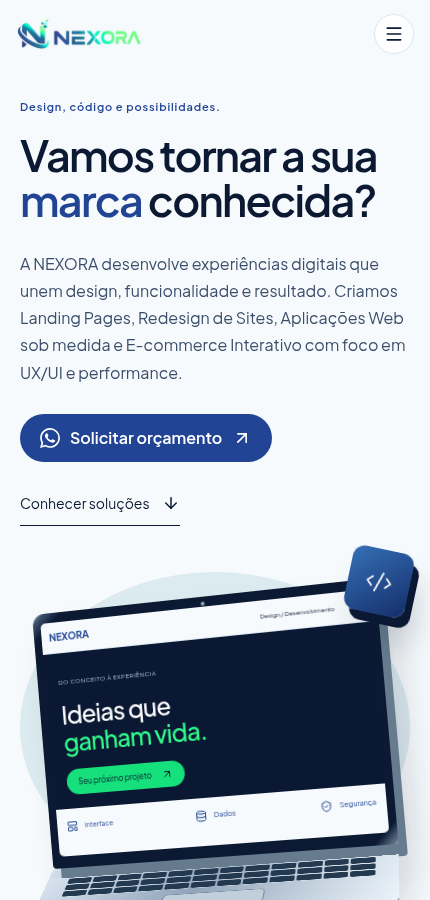 NEXORA
Design, código e possibilidades.
Vamos tornar a sua
marca conhecida?
A NEXORA desenvolve experiências digitais que
unem design, funcionalidade e resultado. Criamos
Landing Pages, Redesign de Sites, Aplicações Web
sob medida e E-commerce Interativo com foco em
UX/UI e performance.
Solicitar orçamento
Conhecer soluções
</>
NEXORA
Design / Desenvolvimento
DO CONCEITO À EXPERIÊNCIA
Ideias que
ganham vida.
Seu próximo projeto
Interface
Dados
Segurança